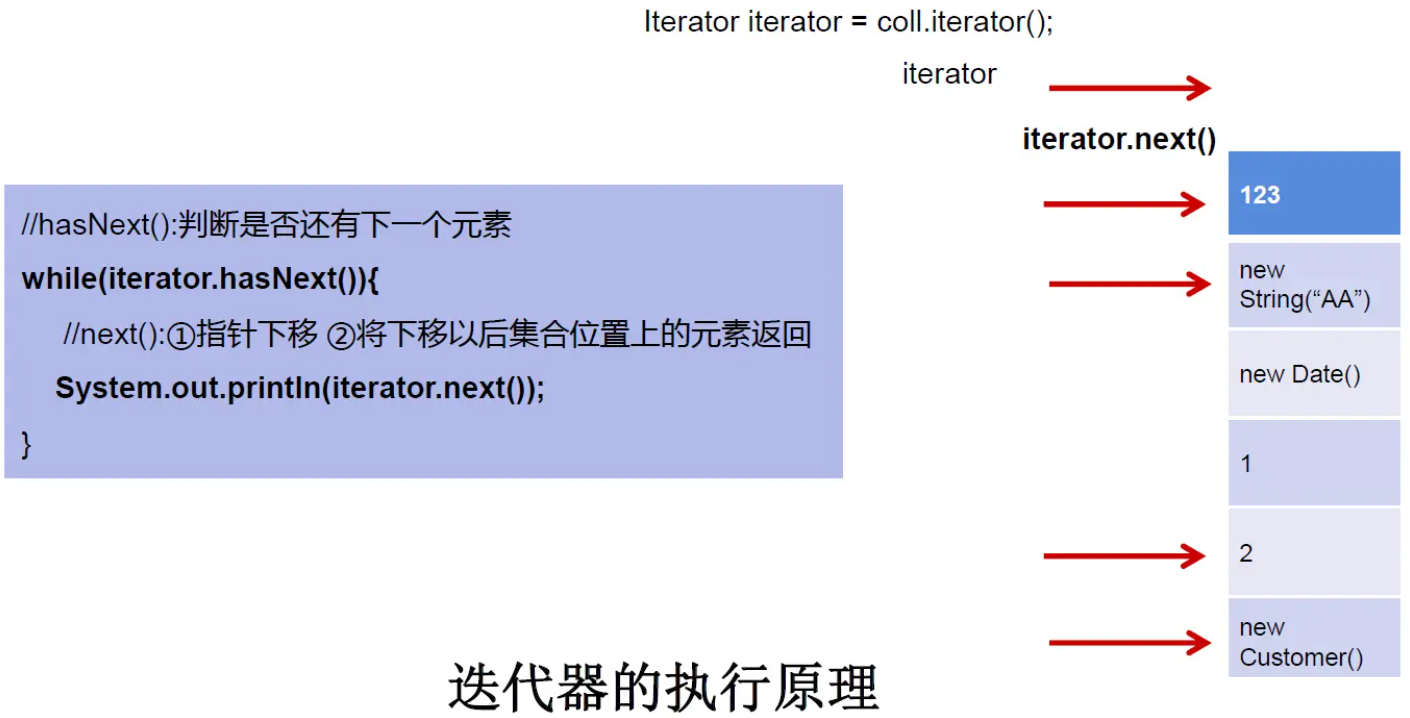 Iterator iterator = coll.iterator();
iterator
iterator.next()
//hasNext():判断是否还有下一个元素
while(iterator.hasNext()){
//next():①指针下移 ②将下移以后集合位置上的元素返回
System.out.println(iterator.next());
}
123
new
String(“AA”)
new Date()
1
2
new
Customer()
迭代器的执行原理